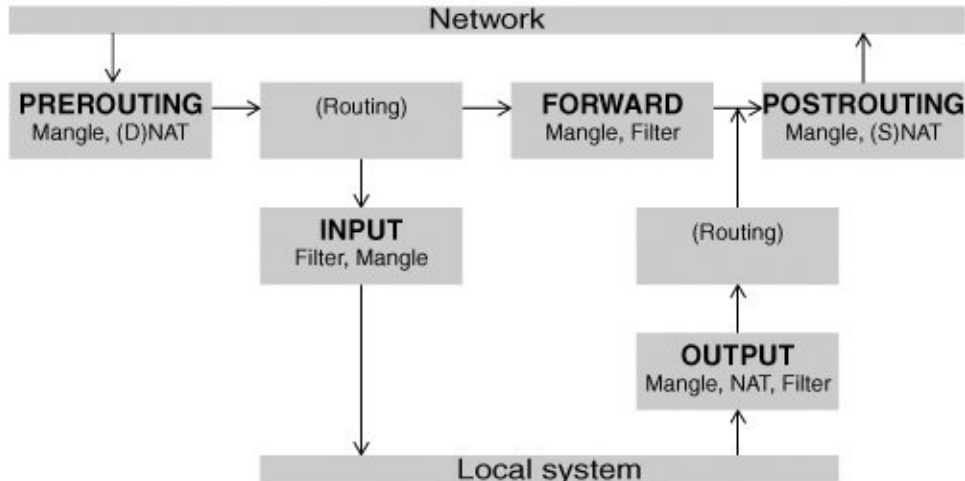 Network
PREROUTING
Mangle, (D)NAT
(Routing)
FORWARD
Mangle, Filter
POSTROUTING
Mangle, (S)NAT
INPUT
Filter, Mangle
(Routing)
OUTPUT
Mangle, NAT, Filter
Local system